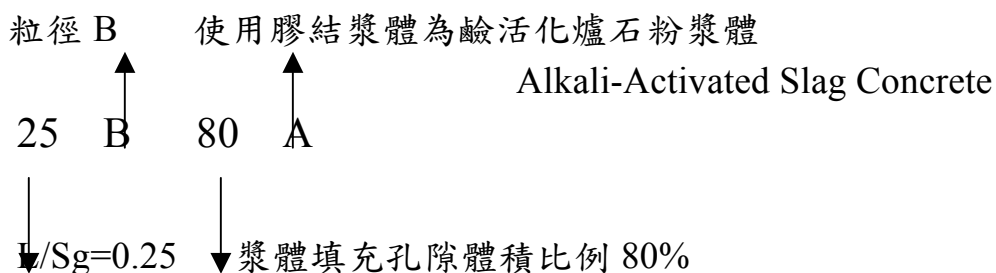 粒徑 B 使用膠結漿體為鹼活化爐石粉漿體
Alkali-Activated Slag Concrete
25 B 80 A
L/Sg=0.25 漿體填充孔隙體積比例 80%